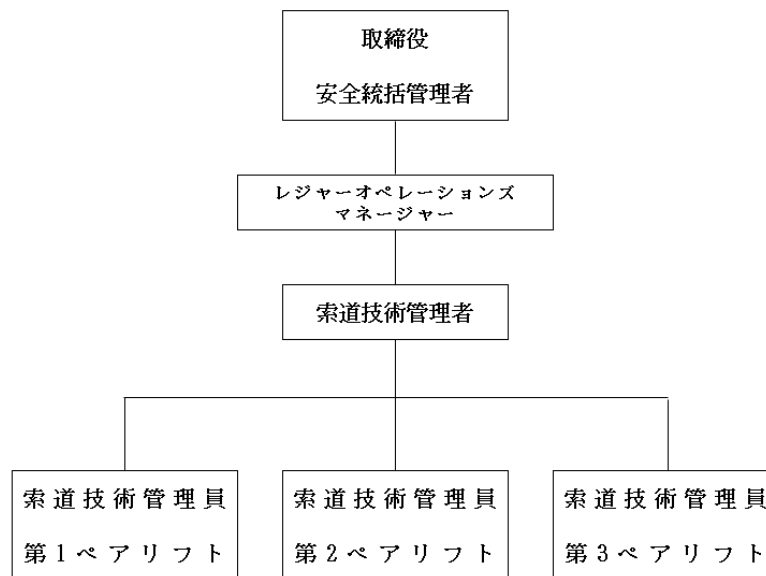 取締役
安全統括管理者
レジャーオペレーションズ
マネージャー
索道技術管理者
索道技術管理員
第1ペアリフト
索道技術管理員
第2ペアリフト
索道技術管理員
第3ペアリフト